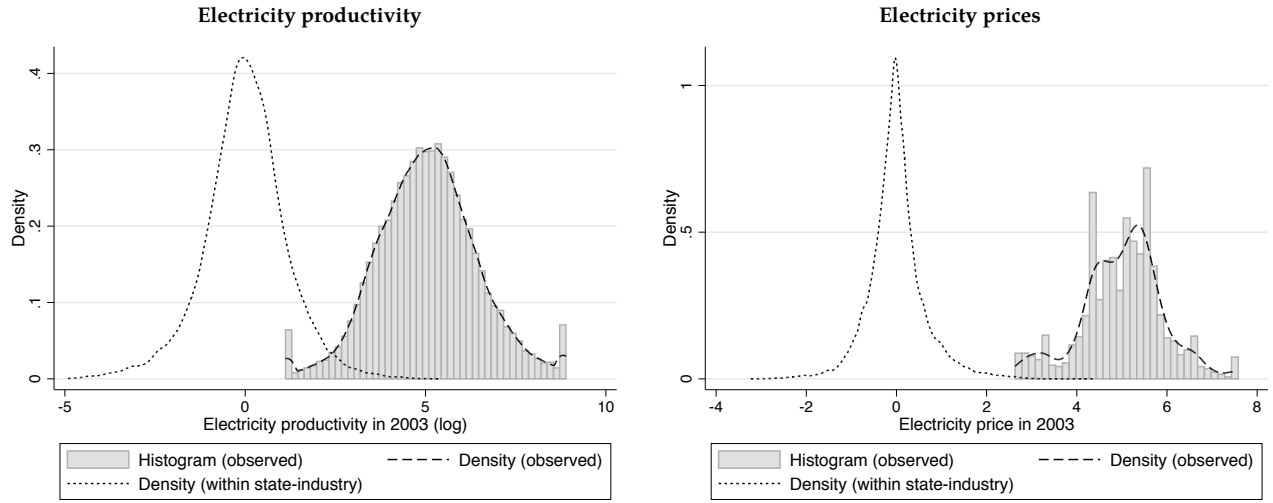 Electricity productivity
Density
.4
.3
.2
.1
0
-5
0
5
10
Electricity productivity in 2003 (log)
Histogram (observed)
Density (observed)
Density (within state-industry)
Electricity prices
Density
1
.5
0
-4
-2
0
2
4
6
8
Electricity price in 2003
Histogram (observed)
Density (observed)
Density (within state-industry)